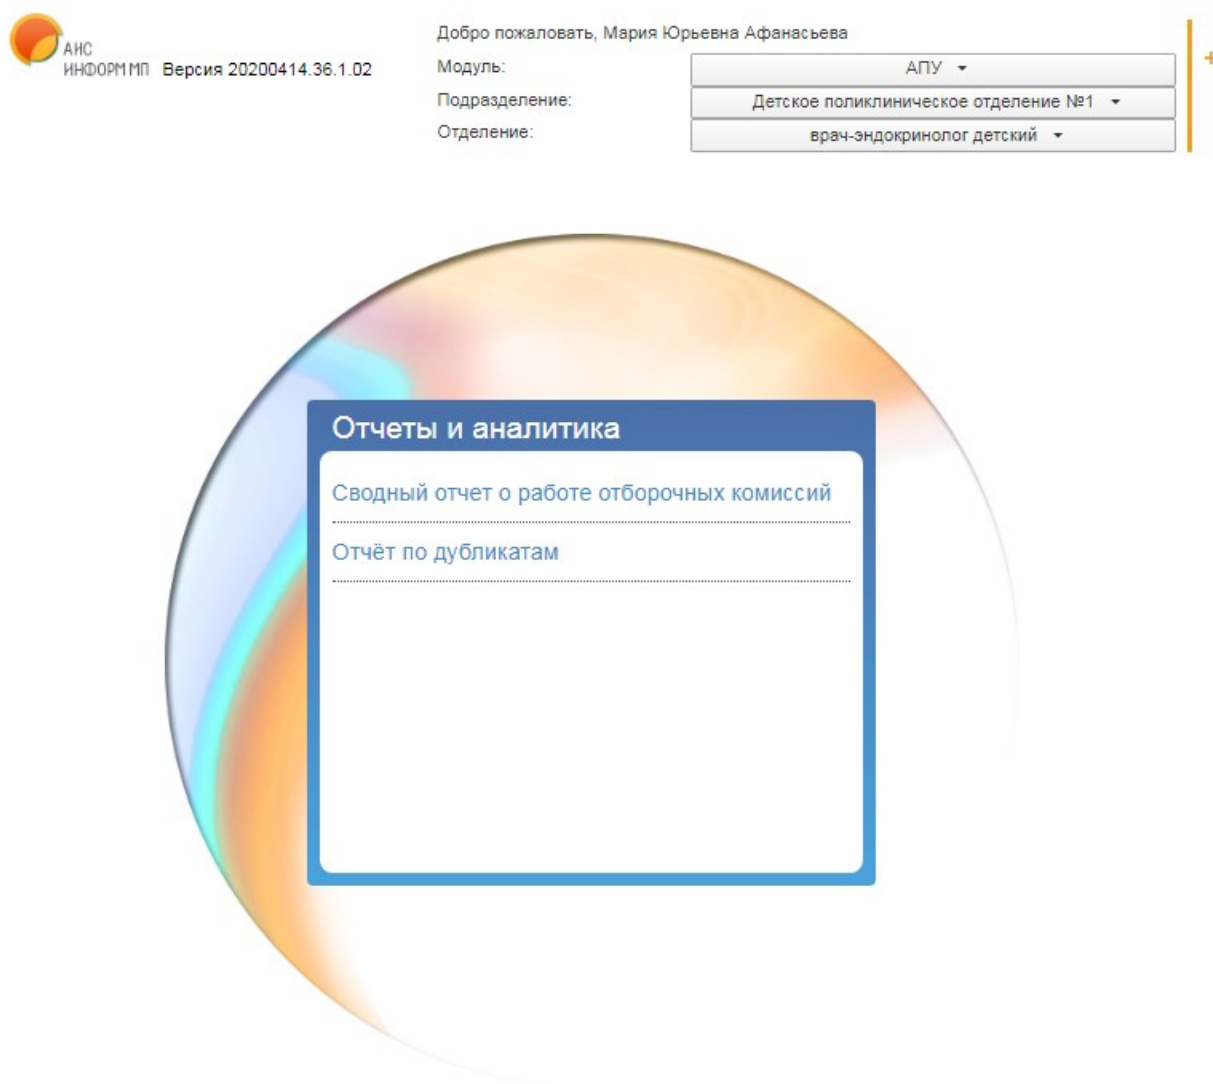 АИС
ИНФОРМ МП Версия 20200414.36.1.02
Добро пожаловать, Мария Юрьевна Афанасьева
Модуль: АПУ
Подразделение: Детское поликлиническое отделение №1
Отделение: врач-эндокринолог детский
+
Отчеты и аналитика
Сводный отчет о работе отборочных комиссий
Отчёт по дубликатам